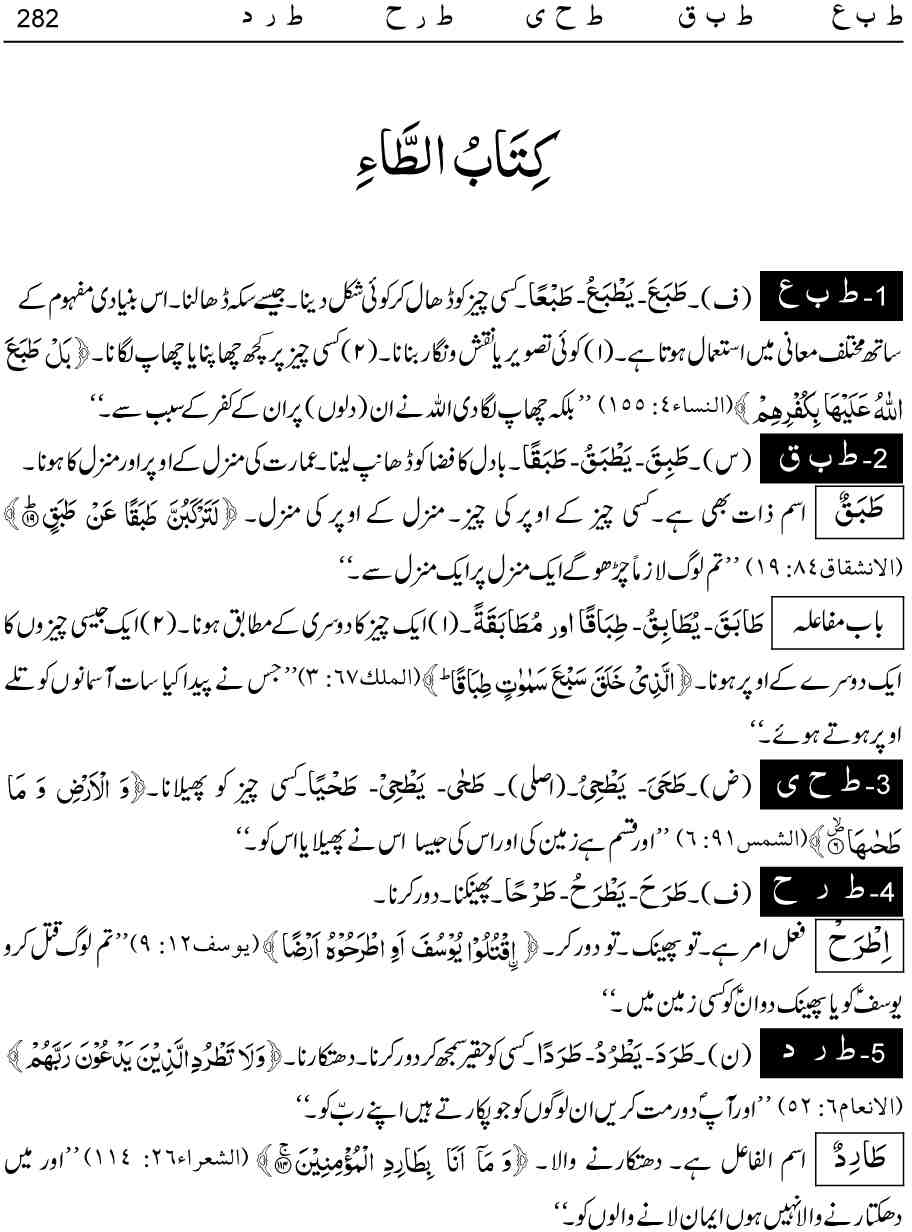 ط ب ع ط ب ق ط ح ی ط ر ح ط ر د 282
کِتَابُ الطَّاءِ
1- ط ب ع (ف)۔ طَبَعَ۔ یَطْبَعُ۔ طَبْعًا۔ کسی چیز کو ڈھال کر کوئی شکل دینا۔ جیسے سکہ ڈھالنا۔ اس بنیادی مفہوم کے
ساتھ مختلف معانی میں استعمال ہوتا ہے۔ (۱) کوئی تصویر یا نقش و نگار بنانا۔ (۲) کسی چیز پر کچھ چھاپنا یا چھاپ لگانا۔ ﴿بَلْ طَبَعَ
اللّٰہُ عَلَیْهَا بِکُفْرِهِمْ﴾ (النساء٤: ١٥٥) ’’بلکہ چھاپ لگا دی اللہ نے ان (دلوں) پر ان کے کفر کے سبب سے۔‘‘
2- ط ب ق (س)۔ طَبِقَ۔ یَطْبَقُ۔ طَبَقًا۔ بادل کا فضا کو ڈھانپ لینا۔ عمارت کی منزل کے اوپر اور منزل کا ہونا۔
طَبَقٌ اسم ذات بھی ہے۔ کسی چیز کے اوپر کی چیز۔ منزل کے اوپر کی منزل۔ ﴿لَتَرْکَبُنَّ طَبَقًا عَنْ طَبَقٍ ؕ﴿۱۹﴾﴾
(الانشقاق٨٤: ١٩) ’’تم لوگ لازماً چڑھو گے ایک منزل پر ایک منزل سے۔‘‘
باب مفاعلہ طَابَقَ۔ یُطَابِقُ۔ طِبَاقًا اور مُطَابَقَةً۔ (۱) ایک چیز کا دوسری کے مطابق ہونا۔ (۲) ایک جیسی چیزوں کا
ایک دوسرے کے اوپر ہونا۔ ﴿الَّذِیْ خَلَقَ سَبْعَ سَمٰوٰتٍ طِبَاقًا ؕ﴾ (الملك٦٧: ٣) ’’جس نے پیدا کیا سات آسمانوں کو تلے
اوپر ہوتے ہوئے۔‘‘
3- ط ح ی (ض)۔ طَحَیَ۔ یَطْحِیُ۔ (اصلی)۔ طَحٰی۔ یَطْحِیْ۔ طَحْیًا۔ کسی چیز کو پھیلانا۔ ﴿وَ الْاَرْضِ وَ مَا
طَحٰىهَا ۪ۙ﴿۶﴾﴾ (الشمس٩١: ٦) ’’اور قسم ہے زمین کی اور اس کی جیسا اس نے پھیلایا اس کو۔‘‘
4- ط ر ح (ف)۔ طَرَحَ۔ یَطْرَحُ۔ طَرْحًا۔ پھینکنا۔ دور کرنا۔
اِطْرَحْ فعل امر ہے۔ تو پھینک۔ تو دور کر۔ ﴿اِقْتُلُوْا یُوْسُفَ اَوِ اطْرَحُوْهُ اَرْضًا﴾ (یوسف١٢: ٩) ’’تم لوگ قتل کرو
یوسفؑ کو یا پھینک دو انؑ کو کسی زمین میں۔‘‘
5- ط ر د (ن)۔ طَرَدَ۔ یَطْرُدُ۔ طَرَدًا۔ کسی کو حقیر سمجھ کر دور کرنا۔ دھتکارنا۔ ﴿وَلَا تَطْرُدِ الَّذِیْنَ یَدْعُوْنَ رَبَّهُمْ﴾
(الانعام٦: ٥٢) ’’اور آپؐ دور مت کریں ان لوگوں کو جو پکارتے ہیں اپنے ربّ کو۔‘‘
طَارِدٌ اسم الفاعل ہے۔ دھتکارنے والا۔ ﴿وَ مَاۤ اَنَا بِطَارِدِ الْمُؤْمِنِیْنَ ۚ﴿۱۱۴﴾﴾ (الشعراء٢٦: ١١٤) ’’اور میں
دھکتارنے والا نہیں ہوں ایمان لانے والوں کو۔‘‘